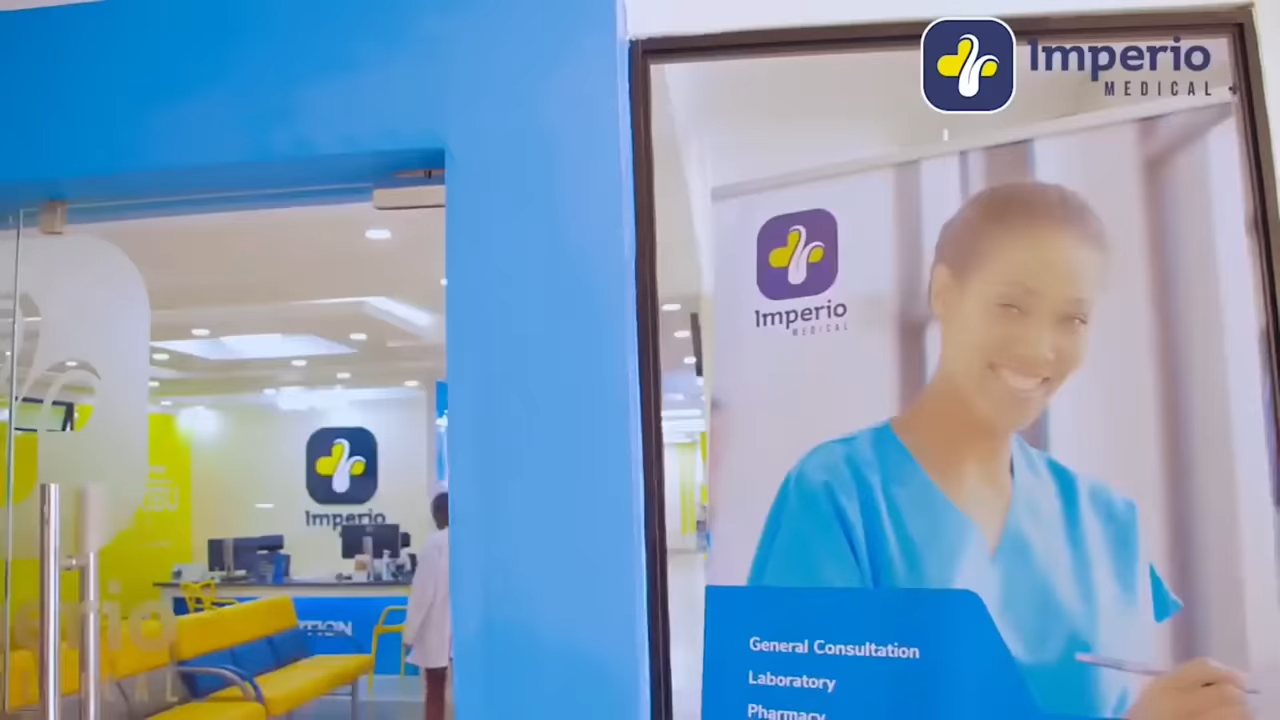 Imperio
MEDICAL
Imperio
MEDICAL
Imperio
General Consultation
Laboratory
Pharmacy